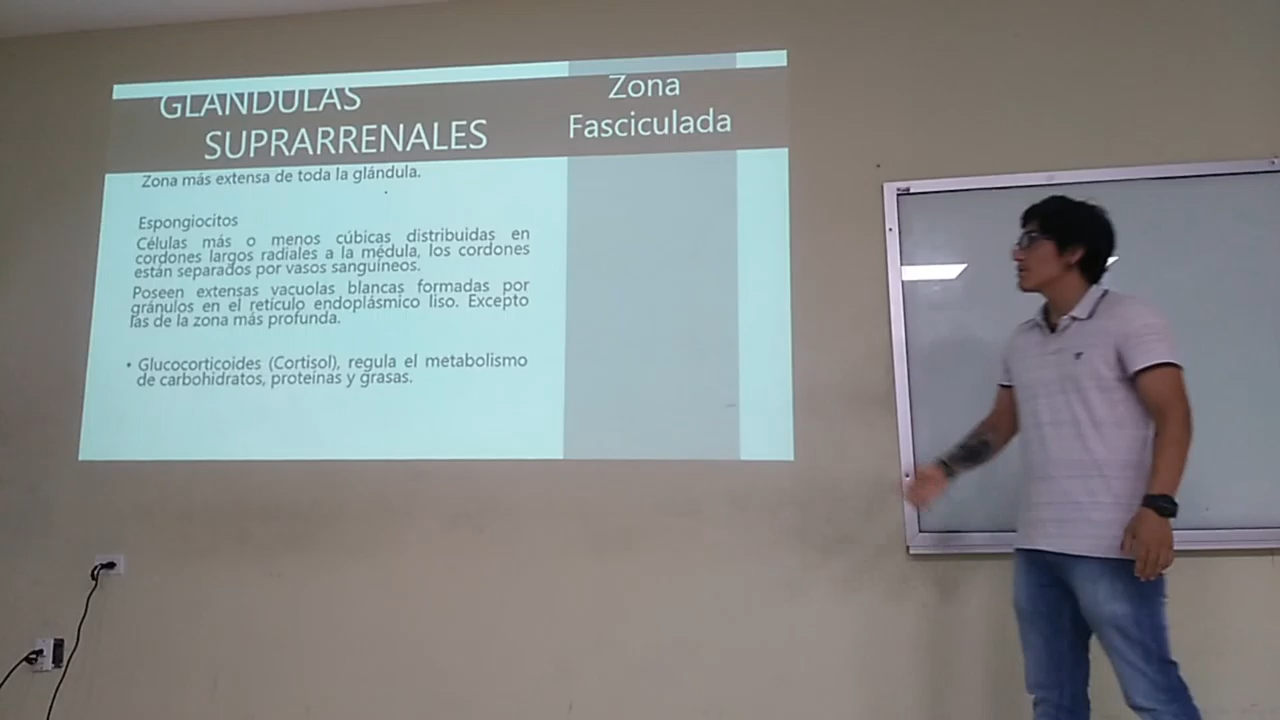 GLÁNDULAS
SUPRARRENALES
Zona
Fasciculada
Zona más extensa de toda la glándula.
Espongiocitos
Células más o menos cúbicas distribuidas en
cordones largos radiales a la médula, los cordones
están separados por vasos sanguíneos.
Poseen extensas vacuolas blancas formadas por
gránulos en el retículo endoplásmico liso. Excepto
las de la zona más profunda.
• Glucocorticoides (Cortisol), regula el metabolismo
de carbohidratos, proteínas y grasas.